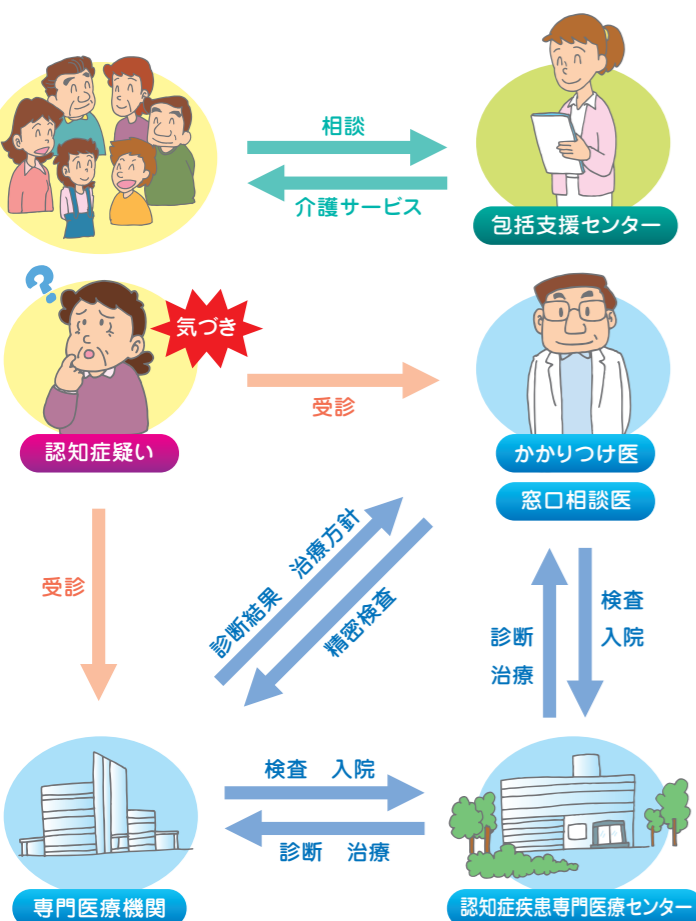 相談
介護サービス
包括支援センター
気づき
受診
認知症疑い
かかりつけ医
窓口相談医
受診
診断結果　治療方針
精密検査
診断
治療
検査
入院
検査　入院
診断　治療
専門医療機関
認知症疾患専門医療センター